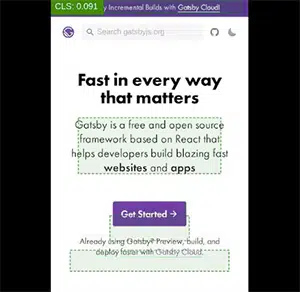 CLS: 0.091
y Incremental Builds with Gatsby Cloud!
Search gatsbyjs.org
Fast in every way
that matters
Gatsby is a free and open source
framework based on React that
helps developers build blazing fast
websites and apps
Get Started →
Already using Gatsby? Preview, build, and
deploy faster with Gatsby Cloud.